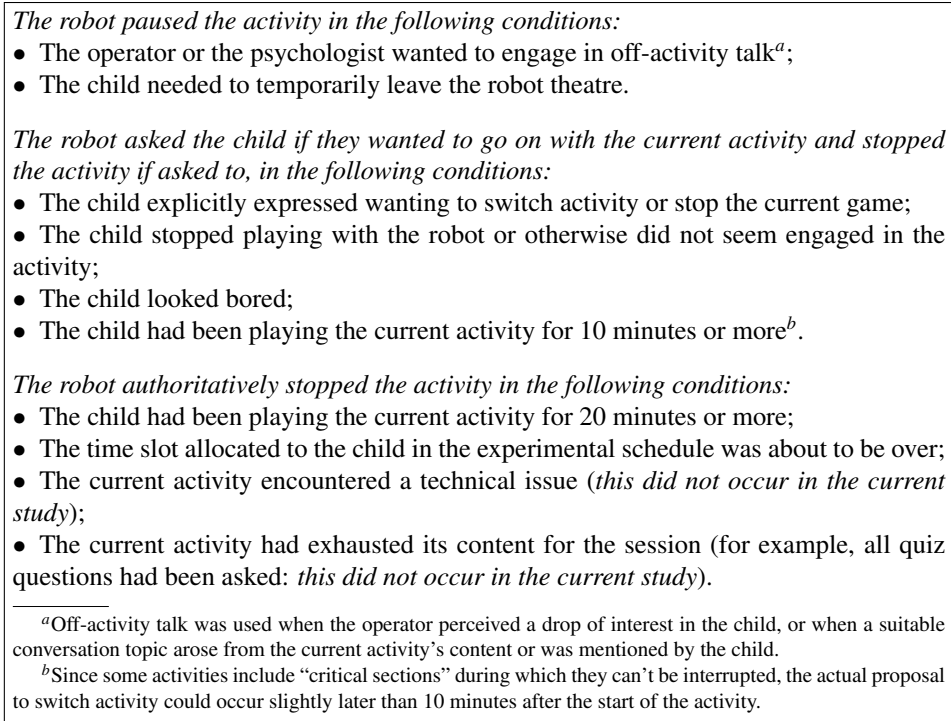 The robot paused the activity in the following conditions:
• The operator or the psychologist wanted to engage in off-activity talkᵃ;
• The child needed to temporarily leave the robot theatre.
The robot asked the child if they wanted to go on with the current activity and stopped
the activity if asked to, in the following conditions:
• The child explicitly expressed wanting to switch activity or stop the current game;
• The child stopped playing with the robot or otherwise did not seem engaged in the
activity;
• The child looked bored;
• The child had been playing the current activity for 10 minutes or moreᵇ.
The robot authoritatively stopped the activity in the following conditions:
• The child had been playing the current activity for 20 minutes or more;
• The time slot allocated to the child in the experimental schedule was about to be over;
• The current activity encountered a technical issue (this did not occur in the current
study);
• The current activity had exhausted its content for the session (for example, all quiz
questions had been asked: this did not occur in the current study).
ᵃOff-activity talk was used when the operator perceived a drop of interest in the child, or when a suitable
conversation topic arose from the current activity's content or was mentioned by the child.
ᵇSince some activities include “critical sections” during which they can't be interrupted, the actual proposal
to switch activity could occur slightly later than 10 minutes after the start of the activity.